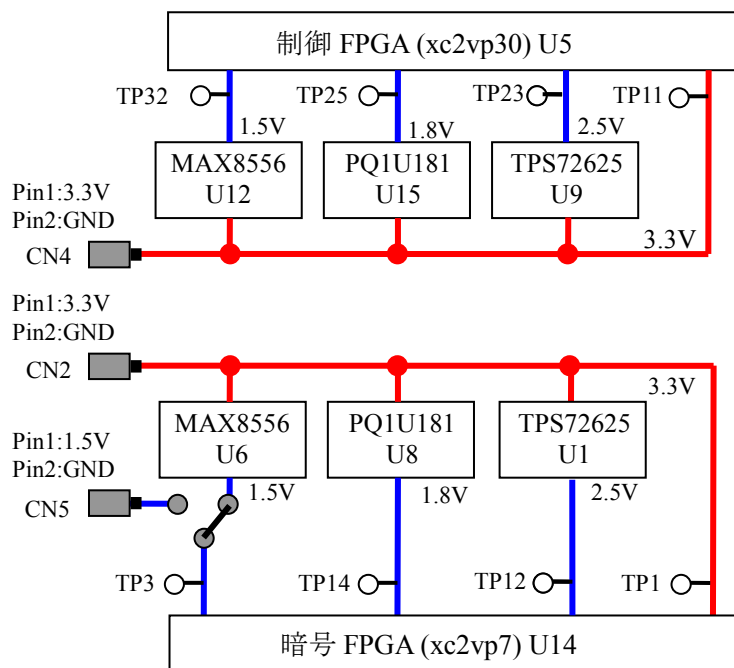 制御 FPGA (xc2vp30) U5
TP32
TP25
TP23
TP11
1.5V
1.8V
2.5V
MAX8556
U12
PQ1U181
U15
TPS72625
U9
Pin1:3.3V
Pin2:GND
CN4
3.3V
Pin1:3.3V
Pin2:GND
CN2
3.3V
MAX8556
U6
PQ1U181
U8
TPS72625
U1
Pin1:1.5V
Pin2:GND
CN5
1.5V
1.8V
2.5V
TP3
TP14
TP12
TP1
暗号 FPGA (xc2vp7) U14